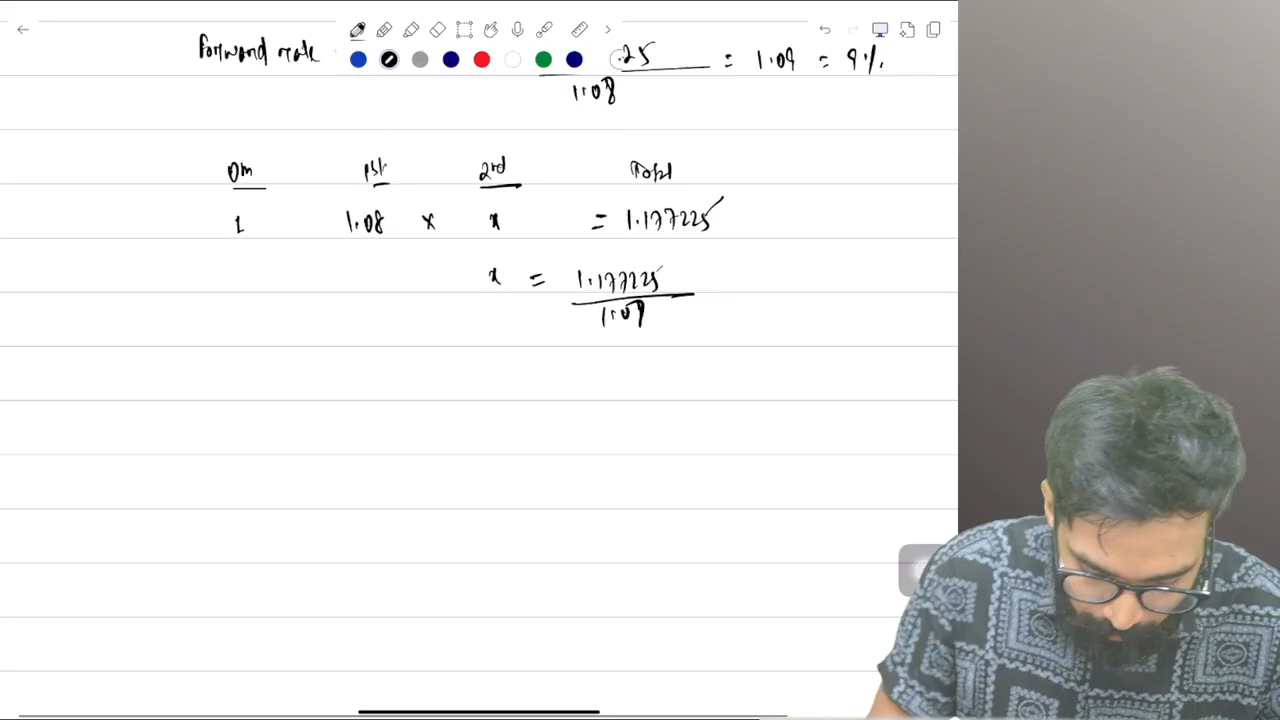 Forward rate .25 = 1.09 = 9%
1.08
0m 1st 2nd Total
1 1.08 x x = 1.177225
x = 1.177225
1.09